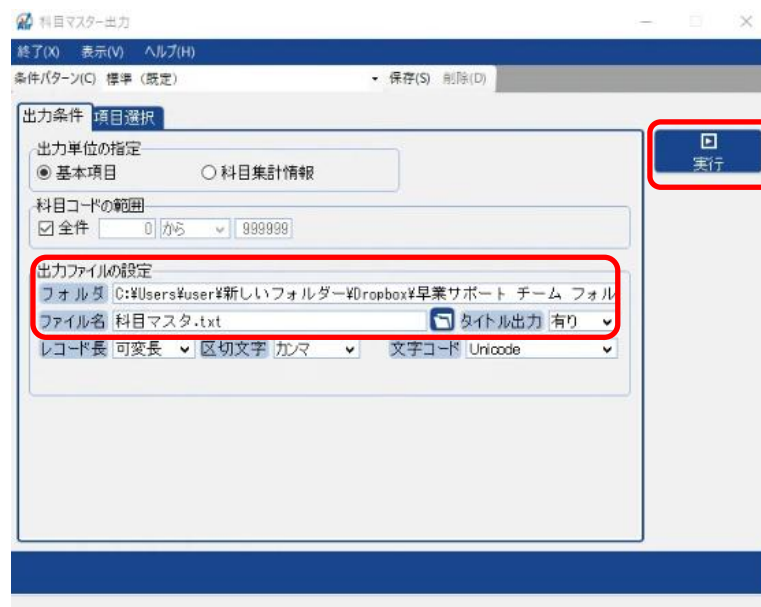 科目マスター出力
終了(X) 表示(V) ヘルプ(H)
条件パターン(C) 標準 (既定) 保存(S) 削除(D)
出力条件 項目選択
実行
出力単位の指定
基本項目 科目集計情報
科目コードの範囲
全件 0 から 999999
出力ファイルの設定
フォルダ C:¥Users¥user¥新しいフォルダー¥Dropbox¥早業サポート チーム フォル
ファイル名 科目マスタ.txt タイトル出力 有り
レコード長 可変長 区切文字 カンマ 文字コード Unicode